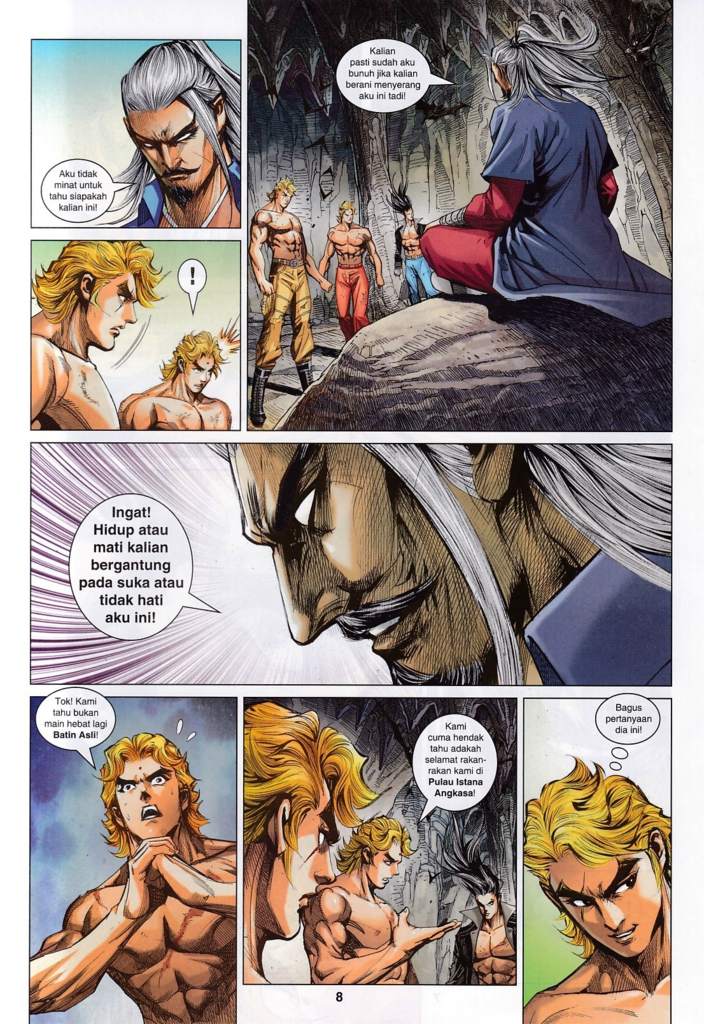 Aku tidak
minat untuk
tahu siapakah
kalian ini!
Kalian
pasti sudah aku
bunuh jika kalian
berani menyerang
aku ini tadi!
!
Ingat!
Hidup atau
mati kalian
bergantung
pada suka atau
tidak hati
aku ini!
Tok! Kami
tahu bukan
main hebat lagi
Batin Asli!
Kami
cuma hendak
tahu adakah
selamat rakan-
rakan kami di
Pulau Istana
Angkasa!
Bagus
pertanyaan
dia ini!
8